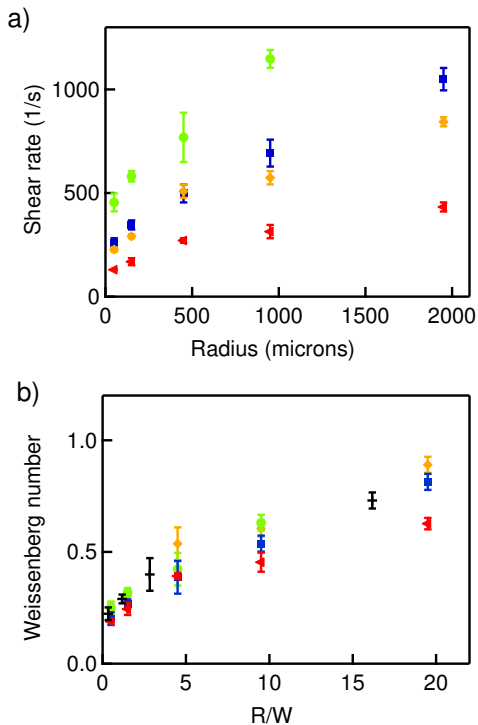 a)
Shear rate (1/s)
1000
500
0
0 500 1000 1500 2000
Radius (microns)
b)
Weissenberg number
1.0
0.5
0.0
0 5 10 15 20
R/W